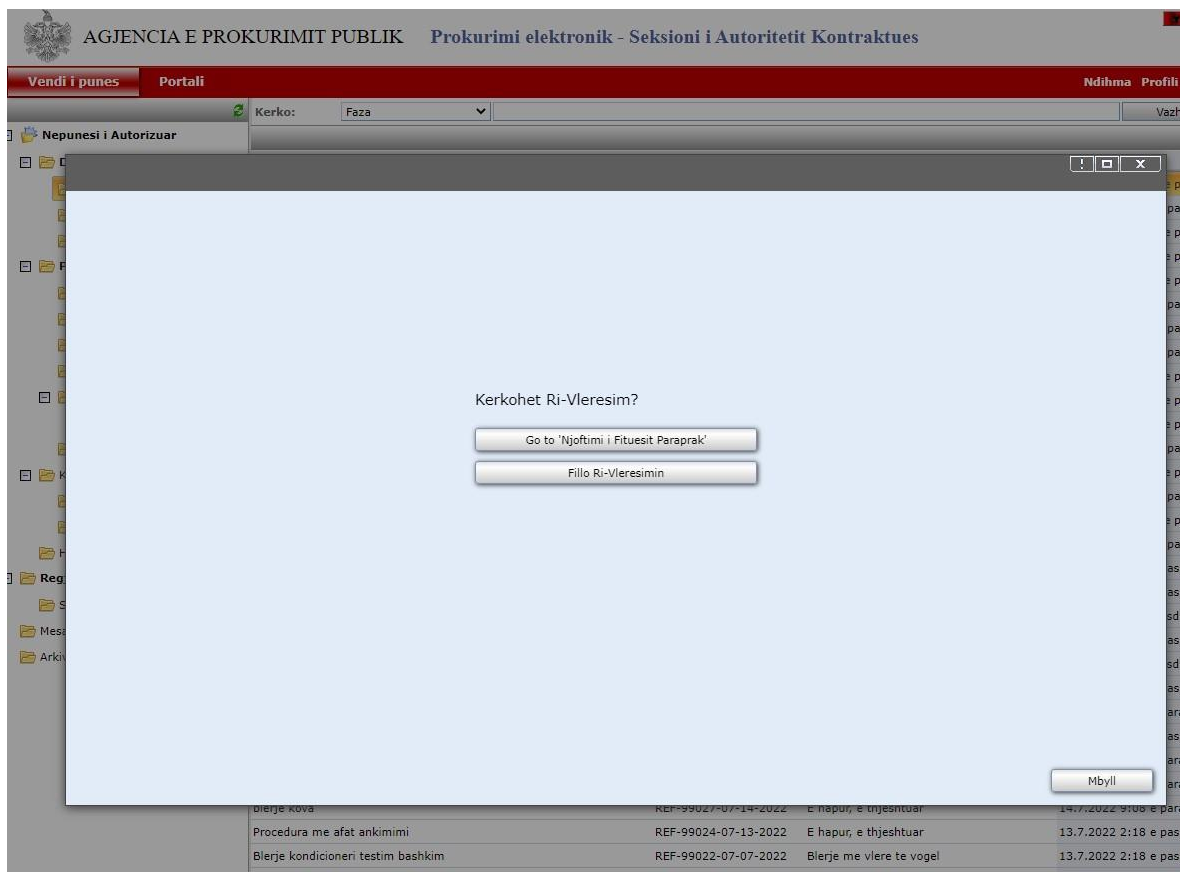 AGJENCIA E PROKURIMIT PUBLIK Prokurimi elektronik - Seksioni i Autoritetit Kontraktues
Vendi i punes Portali Ndihma Profili
Kerko: Faza
Nepunesi i Autorizuar
Kerkohet Ri-Vleresim?
Go to 'Njoftimi i Fituesit Paraprak'
Fillo Ri-Vleresimin
Mbyll
Blerje kova REF-99027-07-14-2022 E hapur, e thjeshtuar 14.7.2022 9:08 e
Procedura me afat ankimimi REF-99024-07-13-2022 E hapur, e thjeshtuar 13.7.2022 2:18 e
Blerje kondicioneri testim bashkim REF-99022-07-07-2022 Blerje me vlere te vogel 13.7.2022 2:18 e